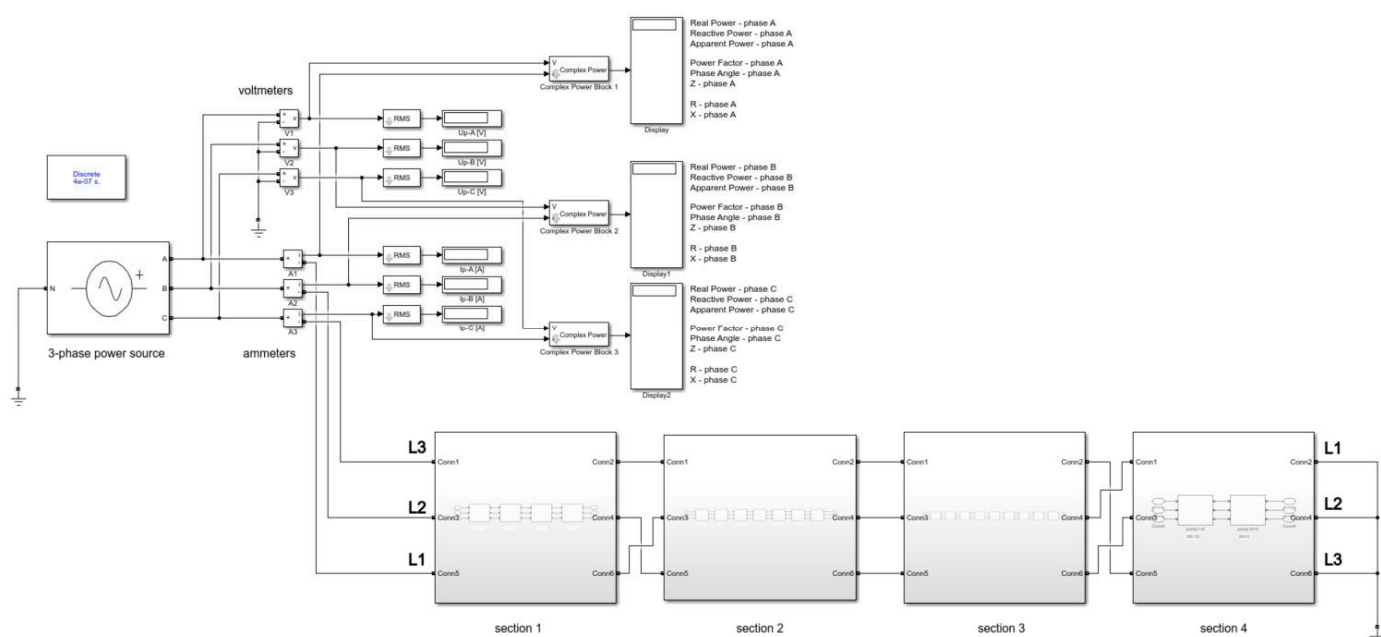 Real Power - phase A
Reactive Power - phase A
Apparent Power - phase A
Power Factor - phase A
Phase Angle - phase A
Z - phase A
R - phase A
X - phase A
Display
V
I
Complex Power
Complex Power Block 1
voltmeters
+
-
v
V1
RMS
Up-A [V]
+
-
v
V2
RMS
Up-B [V]
+
-
v
V3
RMS
Up-C [V]
Discrete
4e-07 s.
Real Power - phase B
Reactive Power - phase B
Apparent Power - phase B
Power Factor - phase B
Phase Angle - phase B
Z - phase B
R - phase B
X - phase B
Display1
V
I
Complex Power
Complex Power Block 2
N
+
A
B
C
3-phase power source
+
i
-
A1
RMS
Ip-A [A]
+
i
-
A2
RMS
Ip-B [A]
+
i
-
A3
RMS
Ip-C [A]
ammeters
Real Power - phase C
Reactive Power - phase C
Apparent Power - phase C
Power Factor - phase C
Phase Angle - phase C
Z - phase C
R - phase C
X - phase C
Display2
V
I
Complex Power
Complex Power Block 3
L3
L2
L1
Conn1
Conn2
Conn3
Conn4
Conn5
Conn6
section 1
Conn1
Conn2
Conn3
Conn4
Conn5
Conn6
section 2
Conn1
Conn2
Conn3
Conn4
Conn5
Conn6
section 3
Conn1
Conn2
Conn3
Conn4
Conn5
Conn6
section 4
L1
L2
L3